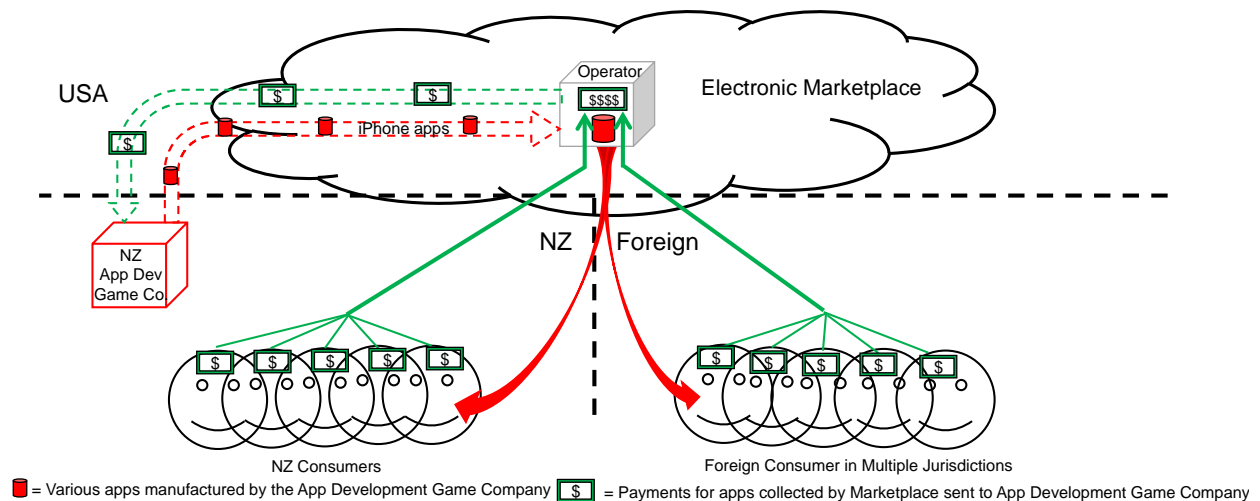 Operator
Electronic Marketplace
USA
$ $ $$$$
$ iPhone apps
NZ Foreign
NZ
App Dev
Game Co.
$ $ $ $ $ $ $ $ $ $
NZ Consumers Foreign Consumer in Multiple Jurisdictions
= Various apps manufactured by the App Development Game Company $ = Payments for apps collected by Marketplace sent to App Development Game Company